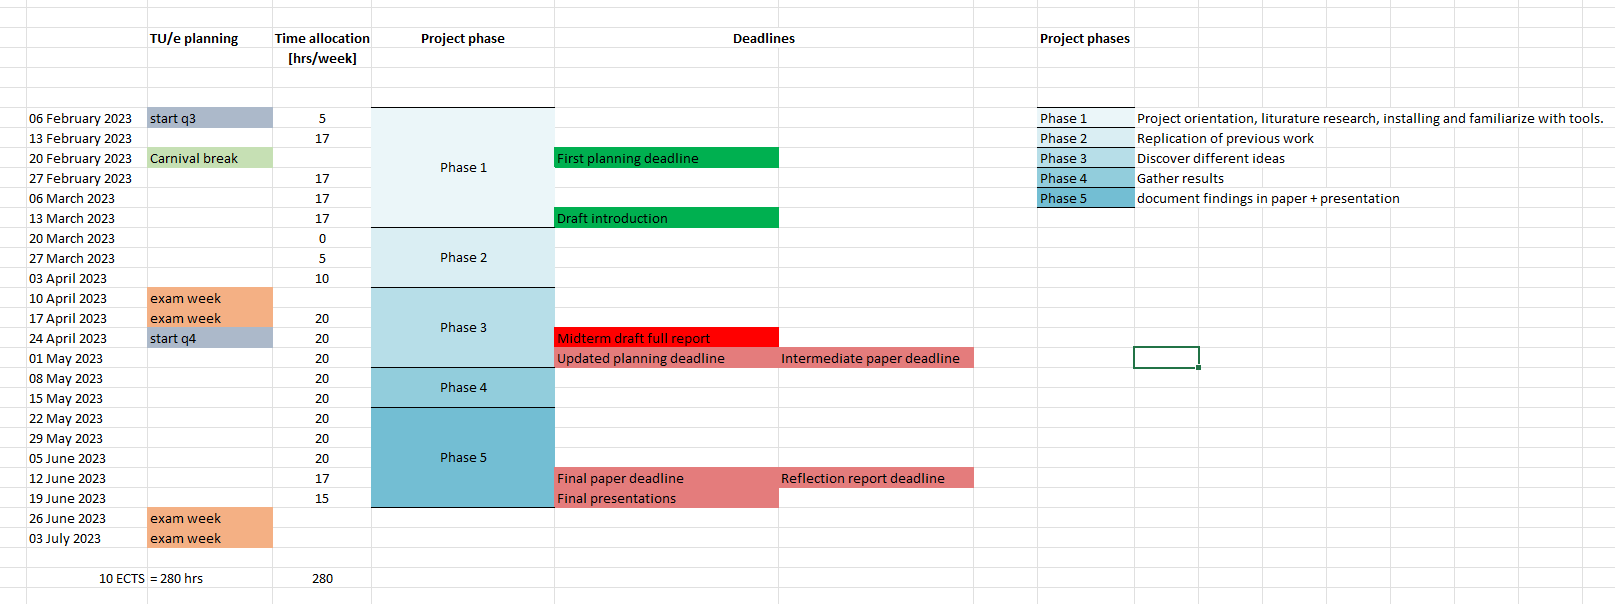 TU/e planning Time allocation Project phase Deadlines Project phases
[hrs/week]
06 February 2023 start q3 5 Phase 1 Project orientation, liturature research, installing and familiarize with tools.
13 February 2023 17 Phase 2 Replication of previous work
20 February 2023 Carnival break First planning deadline Phase 3 Discover different ideas
Phase 1
27 February 2023 17 Phase 4 Gather results
06 March 2023 17 Phase 5 document findings in paper + presentation
13 March 2023 17 Draft introduction
20 March 2023 0
27 March 2023 5 Phase 2
03 April 2023 10
10 April 2023 exam week
17 April 2023 exam week 20
Phase 3
24 April 2023 start q4 20 Midterm draft full report
01 May 2023 20 Updated planning deadline Intermediate paper deadline
08 May 2023 20
Phase 4
15 May 2023 20
22 May 2023 20
29 May 2023 20
05 June 2023 20 Phase 5
12 June 2023 17 Final paper deadline Reflection report deadline
19 June 2023 15 Final presentations
26 June 2023 exam week
03 July 2023 exam week
10 ECTS = 280 hrs 280